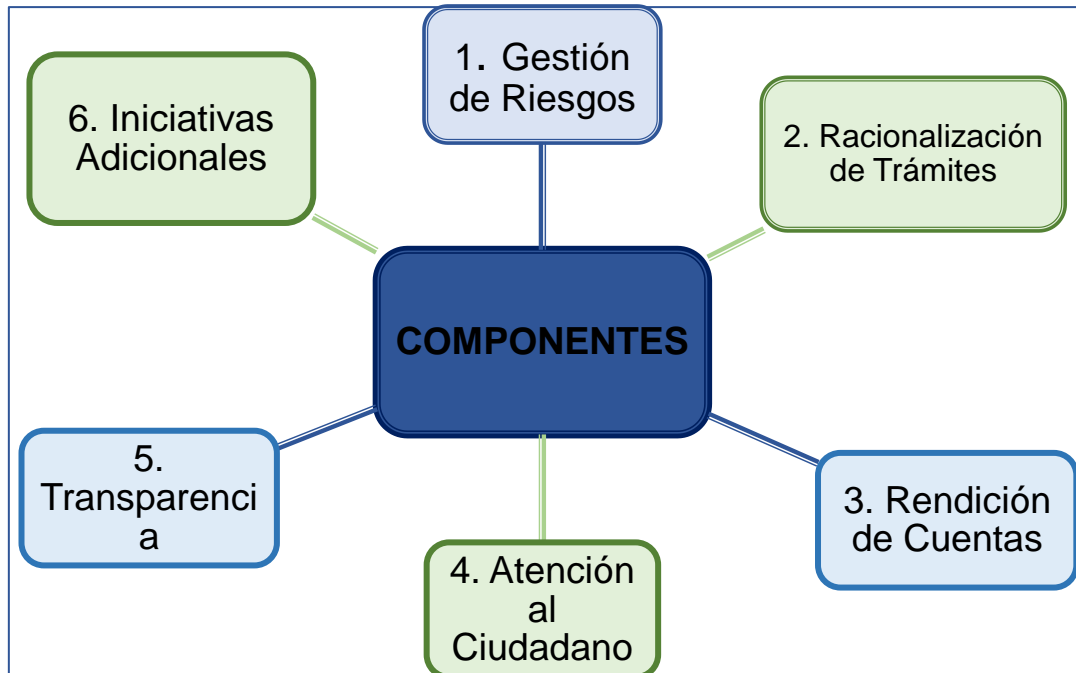 1. Gestión
de Riesgos
2. Racionalización
de Trámites
3. Rendición
de Cuentas
4. Atención
al
Ciudadano
5.
Transparenci
a
6. Iniciativas
Adicionales
COMPONENTES